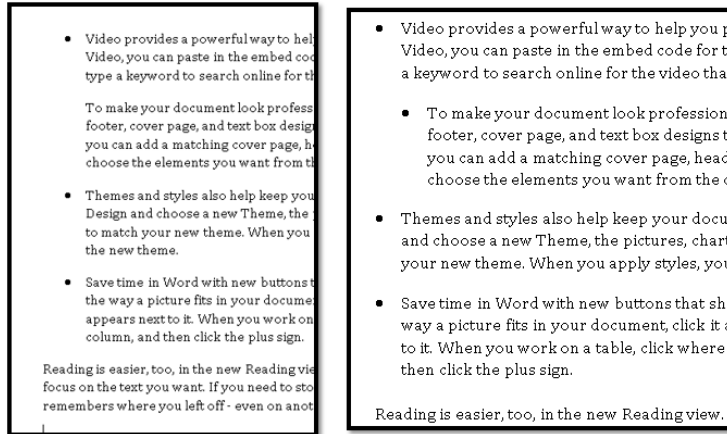 • Video provides a powerful way to hel
Video, you can paste in the embed cod
type a keyword to search online for th
To make your document look profess
footer, cover page, and text box desig
you can add a matching cover page, h
choose the elements you want from t
• Themes and styles also help keep you
Design and choose a new Theme, the
to match your new theme. When you
the new theme.
• Save time in Word with new buttons t
the way a picture fits in your docume
appears next to it. When you work on
column, and then click the plus sign.
Reading is easier, too, in the new Reading vie
focus on the text you want. If you need to sto
remembers where you left off - even on anot
• Video provides a powerful way to help you p
Video, you can paste in the embed code for t
a keyword to search online for the video tha
• To make your document look profession
footer, cover page, and text box designs t
you can add a matching cover page, head
choose the elements you want from the
• Themes and styles also help keep your docu
and choose a new Theme, the pictures, chart
your new theme. When you apply styles, you
• Save time in Word with new buttons that sh
way a picture fits in your document, click it a
to it. When you work on a table, click where
then click the plus sign.
Reading is easier, too, in the new Reading view.